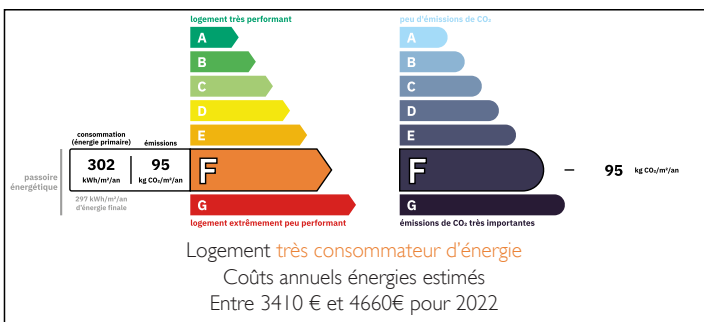 logement très performant
A
B
C
D
E
consommation
(énergie primaire)
émissions
passoire
énergétique
302
kWh/m²/an
95
kg CO₂/m²/an
F
297 kWh/m²/an
d'énergie finale
G
logement extrêmement peu performant
peu d'émissions de CO₂
A
B
C
D
E
F
95 kg CO₂/m²/an
G
émissions de CO₂ très importantes
Logement très consommateur d'énergie
Coûts annuels énergies estimés
Entre 3410 € et 4660€ pour 2022